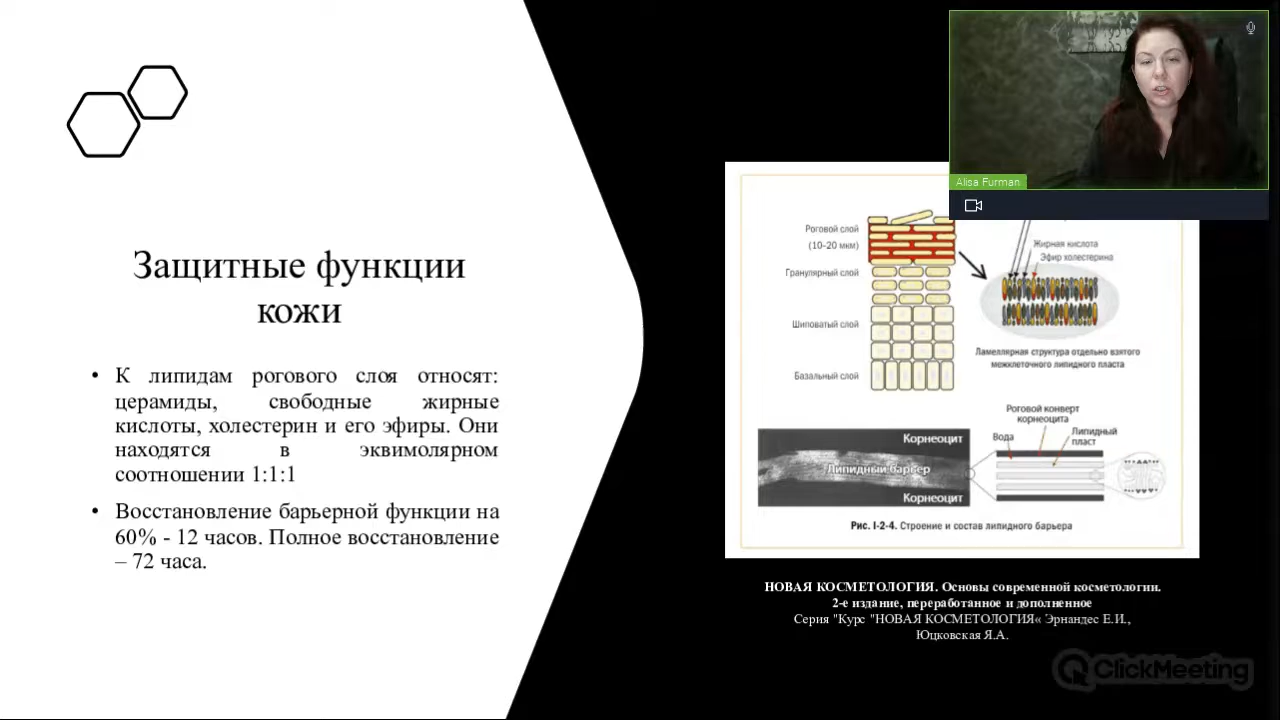 Защитные функции
кожи
• К липидам рогового слоя относят:
церамиды, свободные жирные
кислоты, холестерин и его эфиры. Они
находятся в эквимолярном
соотношении 1:1:1
• Восстановление барьерной функции на
60% - 12 часов. Полное восстановление
– 72 часа.
Alisa Furman
Роговой слой
(10-20 мкм)
Гранулярный слой
Шиповатый слой
Базальный слой
Жирная кислота
Эфир холестерина
Ламеллярная структура отдельно взятого
межклеточного липидного пласта
Роговой конверт
корнеоцита
Вода
Липидный
пласт
Корнеоцит
Липидный барьер
Корнеоцит
Рис. I-2-4. Строение и состав липидного барьера
НОВАЯ КОСМЕТОЛОГИЯ. Основы современной косметологии.
2-е издание, переработанное и дополненное
Серия "Курс "НОВАЯ КОСМЕТОЛОГИЯ« Эрнандес Е.И.,
Юцковская Я.А.
ClickMeeting